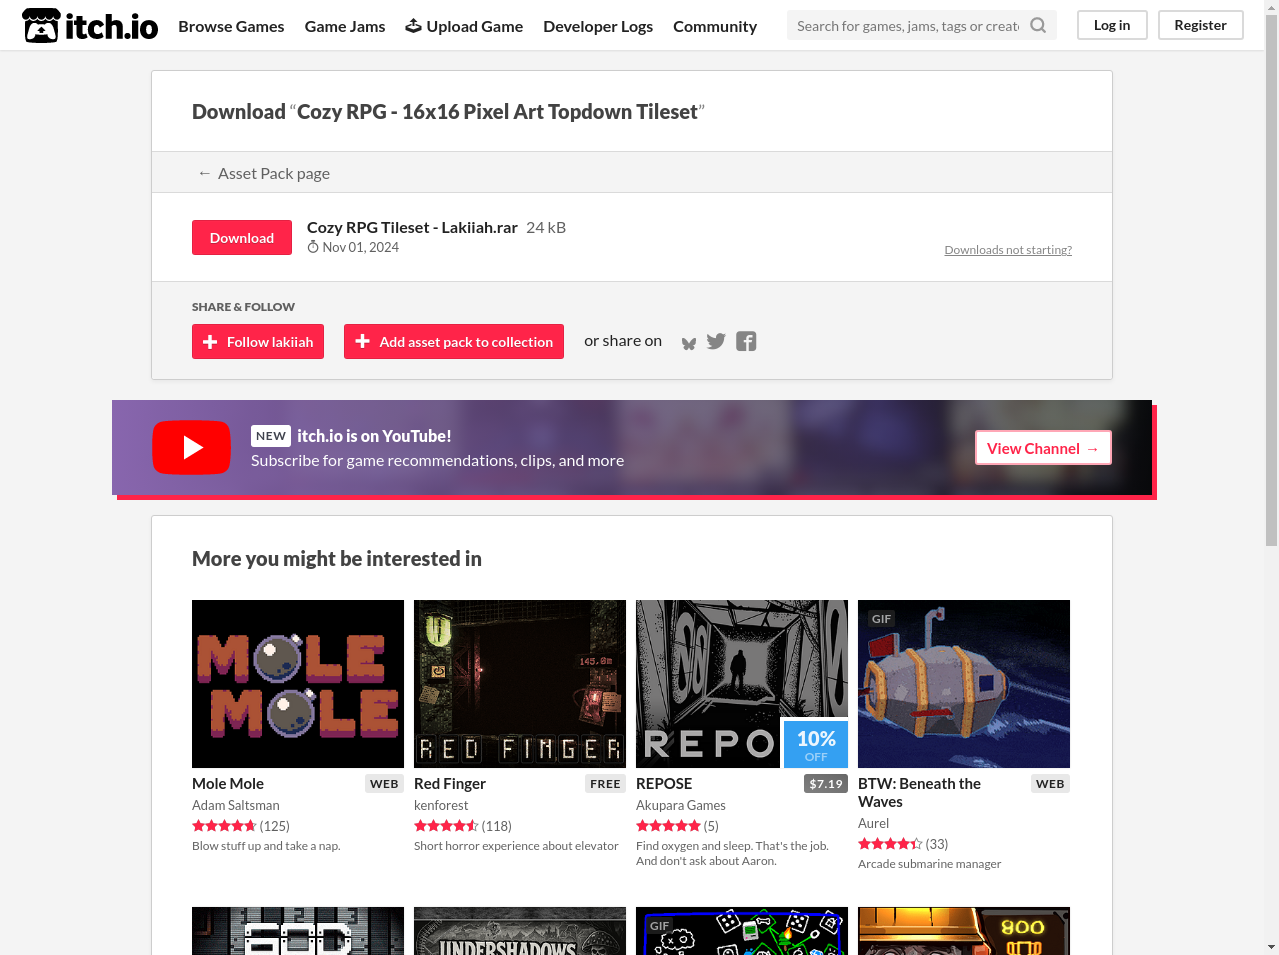 itch.io Browse Games Game Jams Upload Game Developer Logs Community Search for games, jams, tags or creat Log in Register
Download “Cozy RPG - 16x16 Pixel Art Topdown Tileset”
← Asset Pack page
Download Cozy RPG Tileset - Lakiiah.rar 24 kB
Nov 01, 2024
Downloads not starting?
SHARE & FOLLOW
Follow lakiiah Add asset pack to collection or share on
NEW itch.io is on YouTube!
Subscribe for game recommendations, clips, and more
View Channel →
More you might be interested in
MOLE
MOLE
145.0m
RED FINGER
REPO
10%
OFF
GIF
Mole Mole WEB
Adam Saltsman
(125)
Blow stuff up and take a nap.
Red Finger FREE
kenforest
(118)
Short horror experience about elevator
REPOSE $7.19
Akupara Games
(5)
Find oxygen and sleep. That's the job.
And don't ask about Aaron.
BTW: Beneath the WEB
Waves
Aurel
(33)
Arcade submarine manager
UNDERSHADOWS
GIF